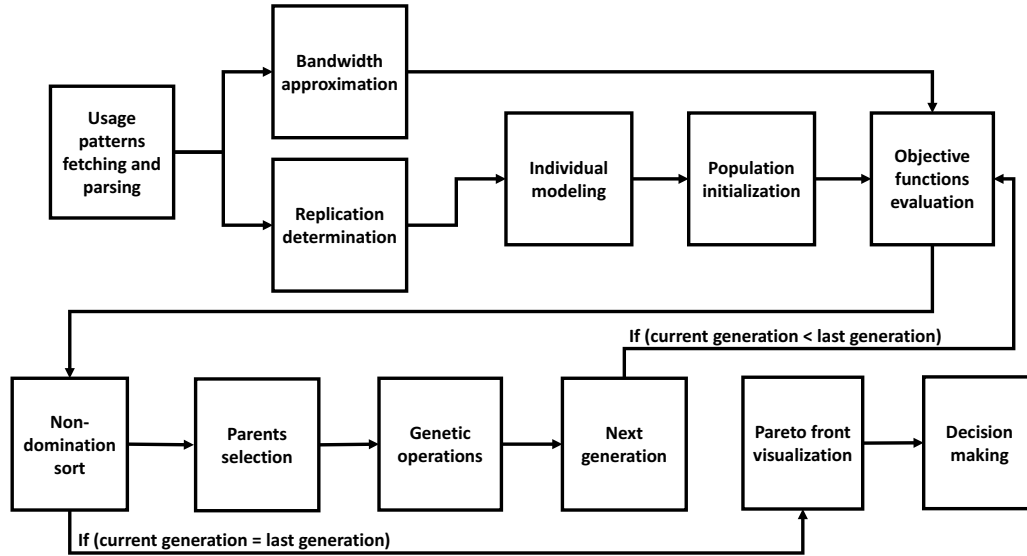 Bandwidth
approximation
Usage
patterns
fetching and
parsing
Replication
determination
Individual
modeling
Population
initialization
Objective
functions
evaluation
If (current generation < last generation)
Non-
domination
sort
Parents
selection
Genetic
operations
Next
generation
Pareto front
visualization
Decision
making
If (current generation = last generation)